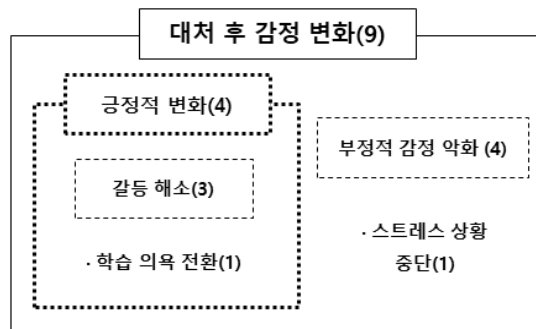 대처 후 감정 변화(9)
긍정적 변화(4)
갈등 해소(3)
· 학습 의욕 전환(1)
부정적 감정 악화 (4)
· 스트레스 상황
중단(1)